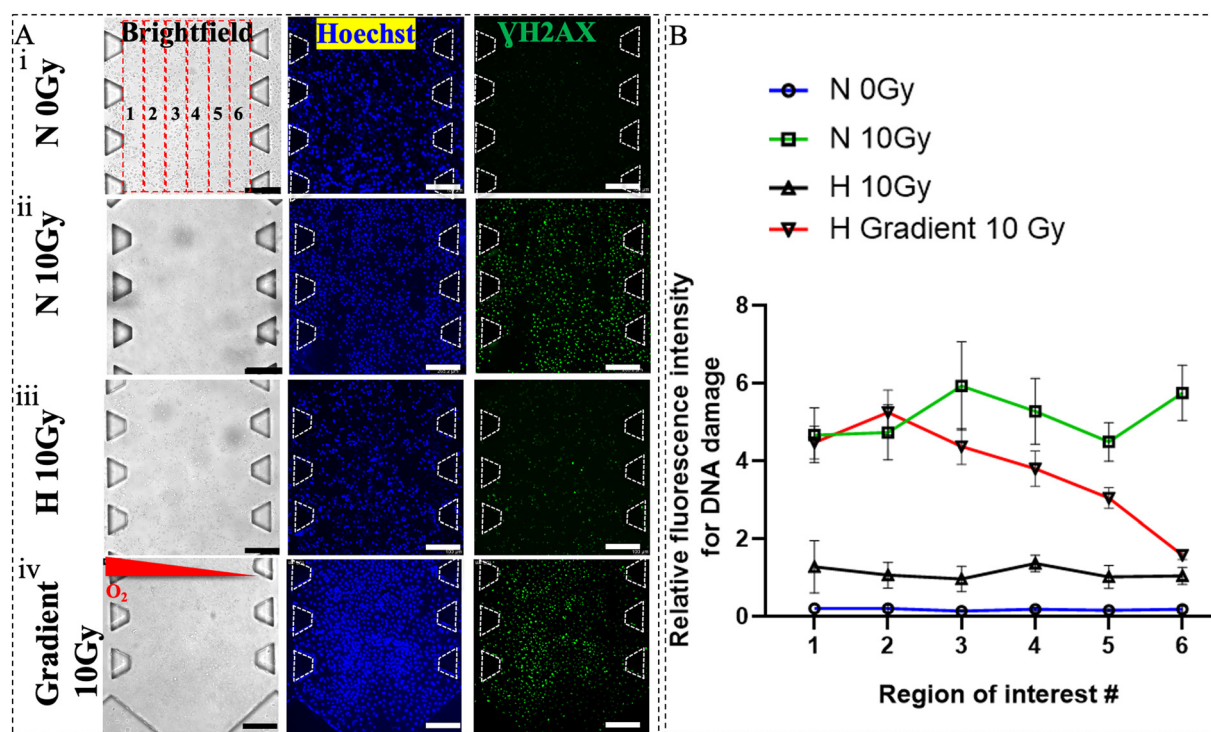 A
Brightfield
Hoechst
ƔH2AX
i
N 0Gy
1 2 3 4 5 6
ii
N 10Gy
iii
H 10Gy
iv
Gradient
10Gy
O₂
B
N 0Gy
N 10Gy
H 10Gy
H Gradient 10 Gy
Relative fluorescence intensity
for DNA damage
8
6
4
2
0
1 2 3 4 5 6
Region of interest #